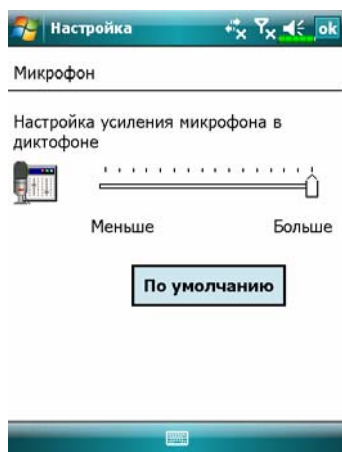 Настройка ok
Микрофон
Настройка усиления микрофона в
диктофоне
Меньше Больше
По умолчанию